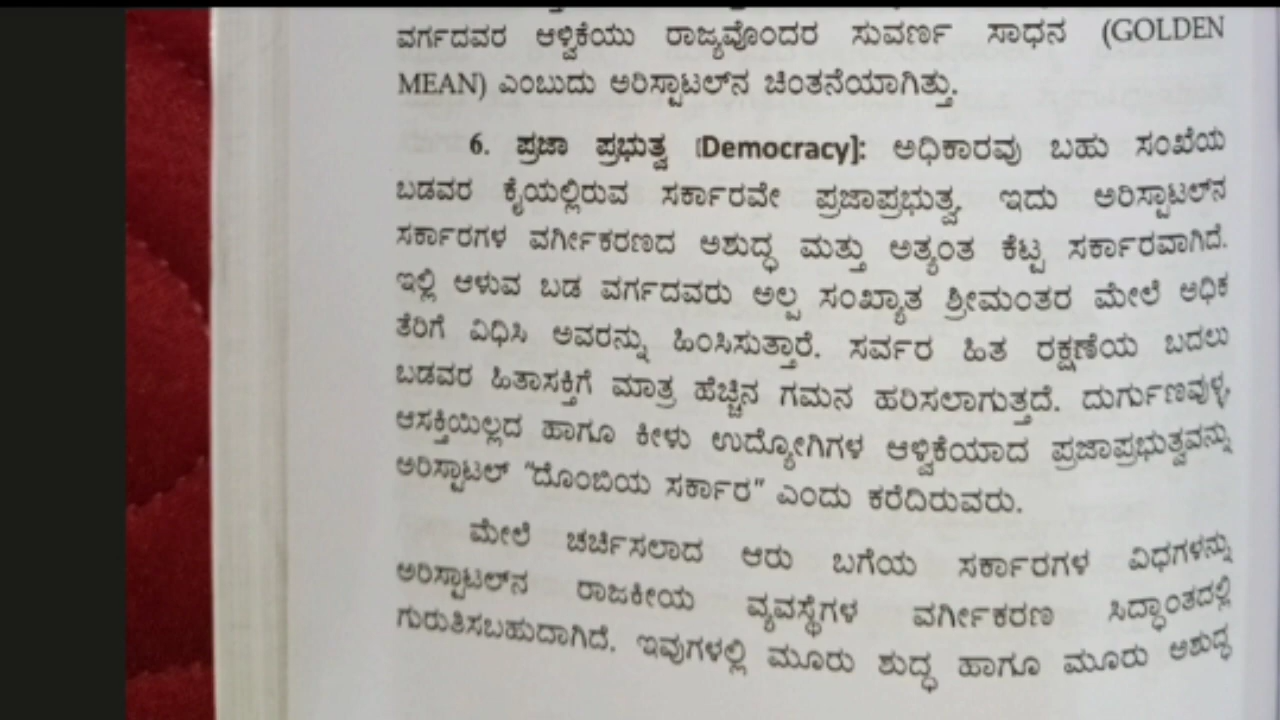 ವರ್ಗದವರ ಆಳ್ವಿಕೆಯು ರಾಜ್ಯವೊಂದರ ಸುವರ್ಣ ಸಾಧನ (GOLDEN
MEAN) ಎಂಬುದು ಅರಿಸ್ಟಾಟಲ್‌ನ ಚಿಂತನೆಯಾಗಿತ್ತು.
6. ಪ್ರಜಾ ಪ್ರಭುತ್ವ [Democracy]: ಅಧಿಕಾರವು ಬಹು ಸಂಖೆಯ
ಬಡವರ ಕೈಯಲ್ಲಿರುವ ಸರ್ಕಾರವೇ ಪ್ರಜಾಪ್ರಭುತ್ವ. ಇದು ಅರಿಸ್ಟಾಟಲ್‌ನ
ಸರ್ಕಾರಗಳ ವರ್ಗೀಕರಣದ ಅಶುದ್ಧ ಮತ್ತು ಅತ್ಯಂತ ಕೆಟ್ಟ ಸರ್ಕಾರವಾಗಿದೆ.
ಇಲ್ಲಿ ಆಳುವ ಬಡ ವರ್ಗದವರು ಅಲ್ಪ ಸಂಖ್ಯಾತ ಶ್ರೀಮಂತರ ಮೇಲೆ ಅಧಿಕ
ತೆರಿಗೆ ವಿಧಿಸಿ ಅವರನ್ನು ಹಿಂಸಿಸುತ್ತಾರೆ. ಸರ್ವರ ಹಿತ ರಕ್ಷಣೆಯ ಬದಲು
ಬಡವರ ಹಿತಾಸಕ್ತಿಗೆ ಮಾತ್ರ ಹೆಚ್ಚಿನ ಗಮನ ಹರಿಸಲಾಗುತ್ತದೆ. ದುರ್ಗುಣವುಳ್ಳ,
ಆಸಕ್ತಿಯಿಲ್ಲದ ಹಾಗೂ ಕೀಳು ಉದ್ಯೋಗಿಗಳ ಆಳ್ವಿಕೆಯಾದ ಪ್ರಜಾಪ್ರಭುತ್ವವನ್ನು
ಅರಿಸ್ಟಾಟಲ್ "ದೊಂಬಿಯ ಸರ್ಕಾರ" ಎಂದು ಕರೆದಿರುವರು.
ಮೇಲೆ ಚರ್ಚಿಸಲಾದ ಆರು ಬಗೆಯ ಸರ್ಕಾರಗಳ ವಿಧಗಳನ್ನು
ಅರಿಸ್ಟಾಟಲ್‌ನ ರಾಜಕೀಯ ವ್ಯವಸ್ಥೆಗಳ ವರ್ಗೀಕರಣ ಸಿದ್ಧಾಂತದಲ್ಲಿ
ಗುರುತಿಸಬಹುದಾಗಿದೆ. ಇವುಗಳಲ್ಲಿ ಮೂರು ಶುದ್ಧ ಹಾಗೂ ಮೂರು ಅಶುದ್ಧ